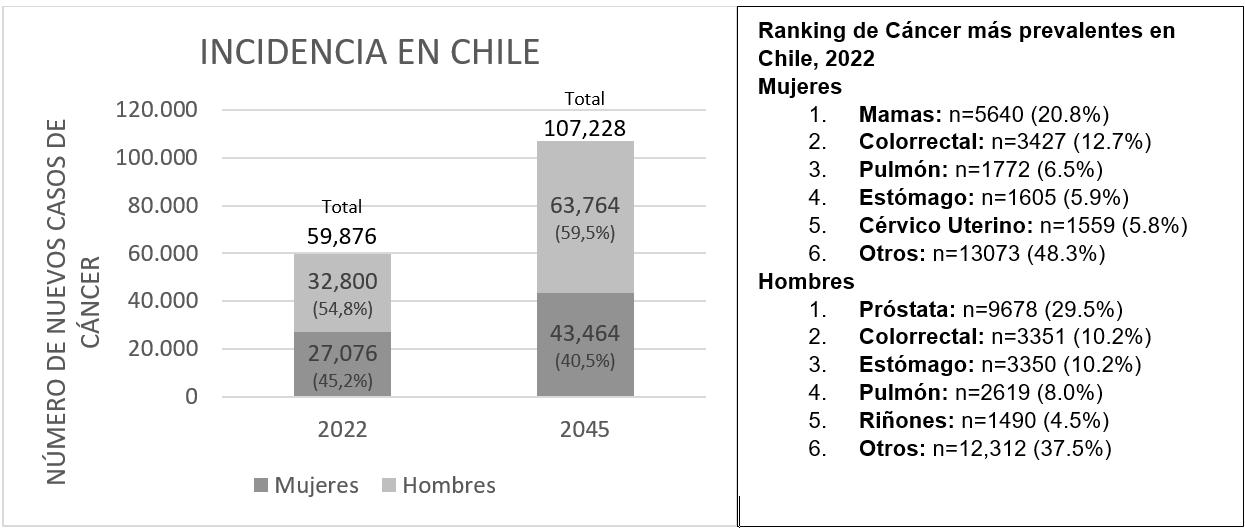 INCIDENCIA EN CHILE
NÚMERO DE NUEVOS CASOS DE
CÁNCER
120.000
100.000
80.000
60.000
40.000
20.000
0
Total
59,876
32,800
(54,8%)
27,076
(45,2%)
Total
107,228
63,764
(59,5%)
43,464
(40,5%)
2022
2045
Mujeres
Hombres
Ranking de Cáncer más prevalentes en
Chile, 2022
Mujeres
1. Mamas: n=5640 (20.8%)
2. Colorrectal: n=3427 (12.7%)
3. Pulmón: n=1772 (6.5%)
4. Estómago: n=1605 (5.9%)
5. Cérvico Uterino: n=1559 (5.8%)
6. Otros: n=13073 (48.3%)
Hombres
1. Próstata: n=9678 (29.5%)
2. Colorrectal: n=3351 (10.2%)
3. Estómago: n=3350 (10.2%)
4. Pulmón: n=2619 (8.0%)
5. Riñones: n=1490 (4.5%)
6. Otros: n=12,312 (37.5%)